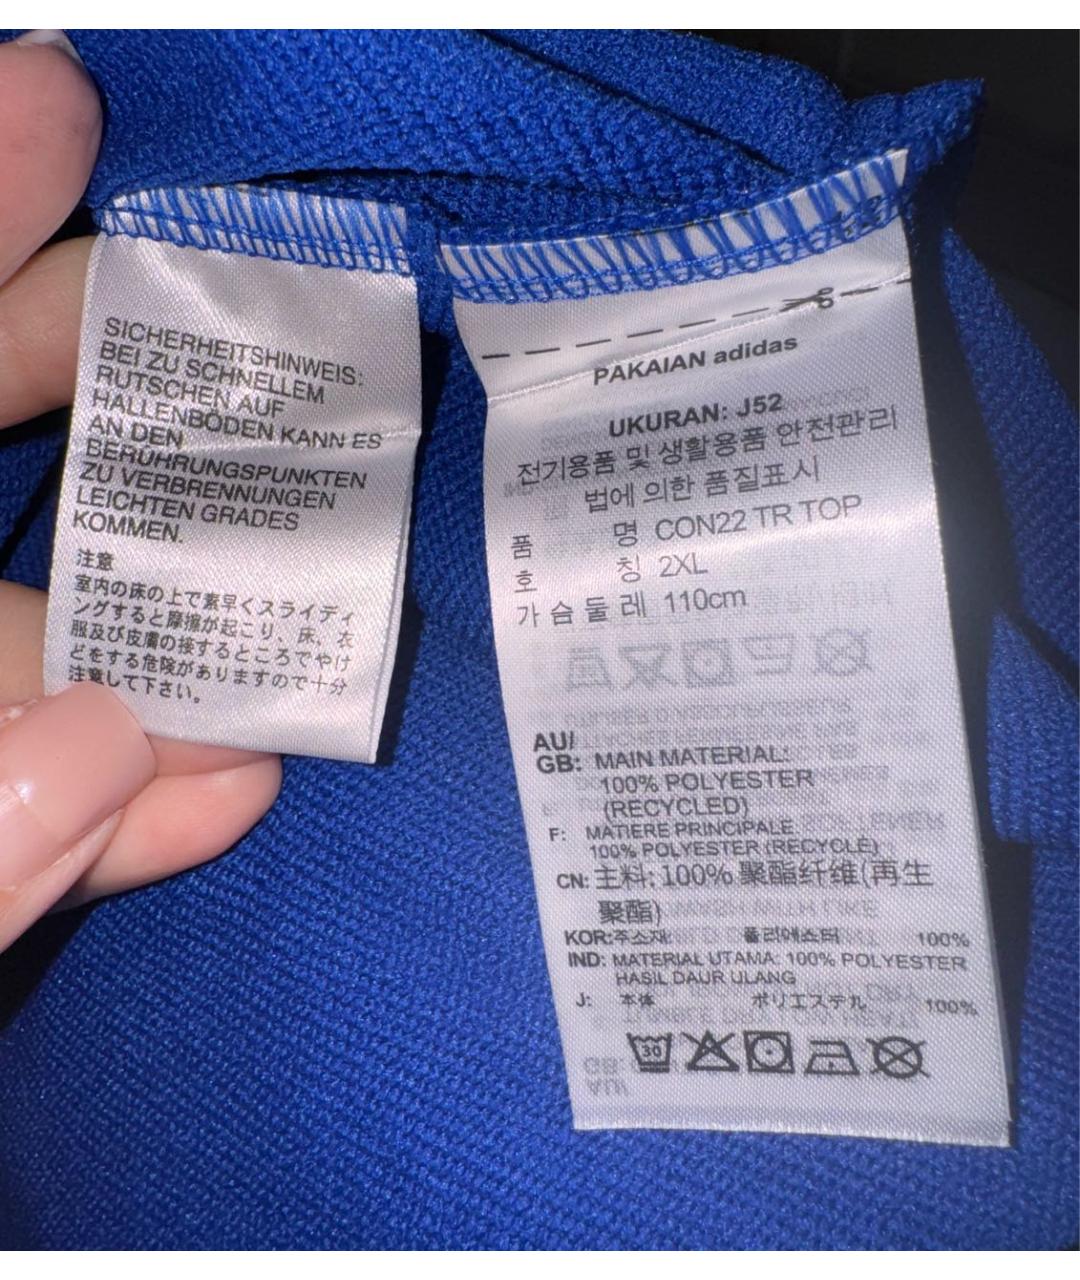 SICHERHEITSHINWEIS:
BEI ZU SCHNELLEM
RUTSCHEN AUF
HALLENBÖDEN KANN ES
AN DEN
BERÜHRUNGSPUNKTEN
ZU VERBRENNUNGEN
LEICHTEN GRADES
KOMMEN.
注意
室内の床の上で素早くスライディ
ングすると摩擦が起こり、床、衣
服及び皮膚の接するところでやけ
どをする危険がありますので十分
注意して下さい。
PAKAIAN adidas
UKURAN: J52
전기용품 및 생활용품 안전관리
법에 의한 품질표시
품 명 CON22 TR TOP
호 칭 2XL
가슴둘레 110cm
AU/
GB: MAIN MATERIAL:
100% POLYESTER
(RECYCLED)
F: MATIERE PRINCIPALE
100% POLYESTER (RECYCLÉ)
CN: 主料: 100% 聚酯纤维(再生
聚酯)
KOR: 주소재 폴리에스터 100%
IND: MATERIAL UTAMA: 100% POLYESTER
HASIL DAUR ULANG
J: 本体 ポリエステル 100%
30